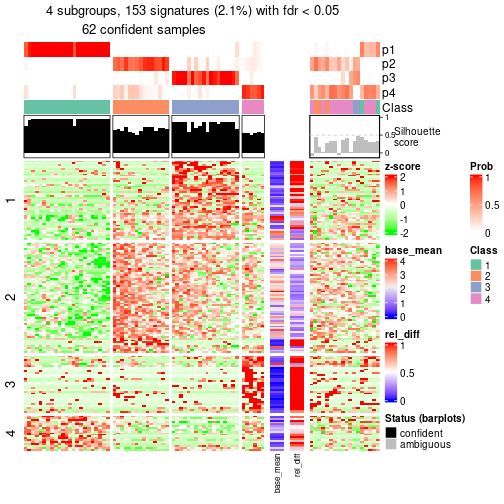 4 subgroups, 153 signatures (2.1%) with fdr < 0.05
62 confident samples
p1
p2
p3
p4
Class
1
0.5
0
Silhouette
score
1
2
3
4
base_mean
rel_diff
z-score
2
1
0
-1
-2
base_mean
4
3
2
1
0
rel_diff
1
0.5
0
Status (barplots)
confident
ambiguous
Prob
1
0.5
0
Class
1
2
3
4